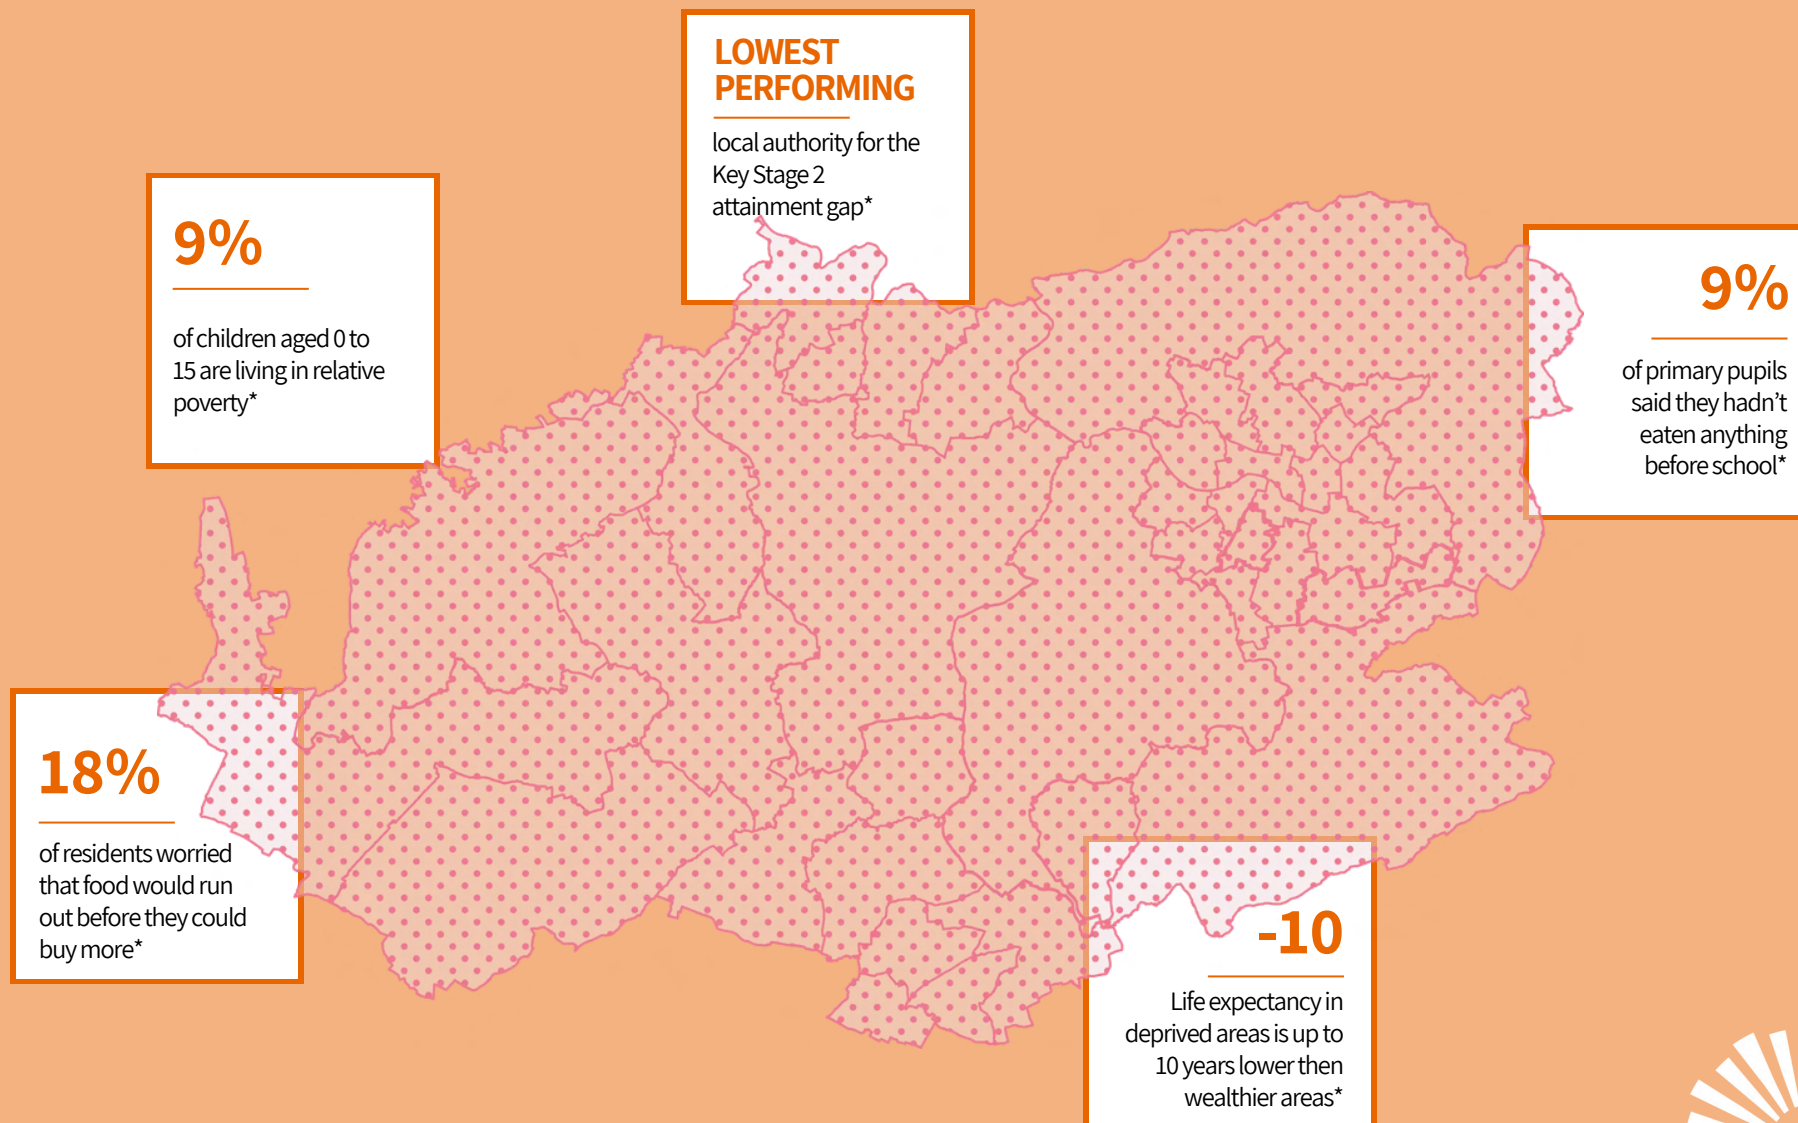 LOWEST
PERFORMING
local authority for the
Key Stage 2
attainment gap*
9%
of children aged 0 to
15 are living in relative
poverty*
9%
of primary pupils
said they hadn’t
eaten anything
before school*
18%
of residents worried
that food would run
out before they could
buy more*
-10
Life expectancy in
deprived areas is up to
10 years lower then
wealthier areas*